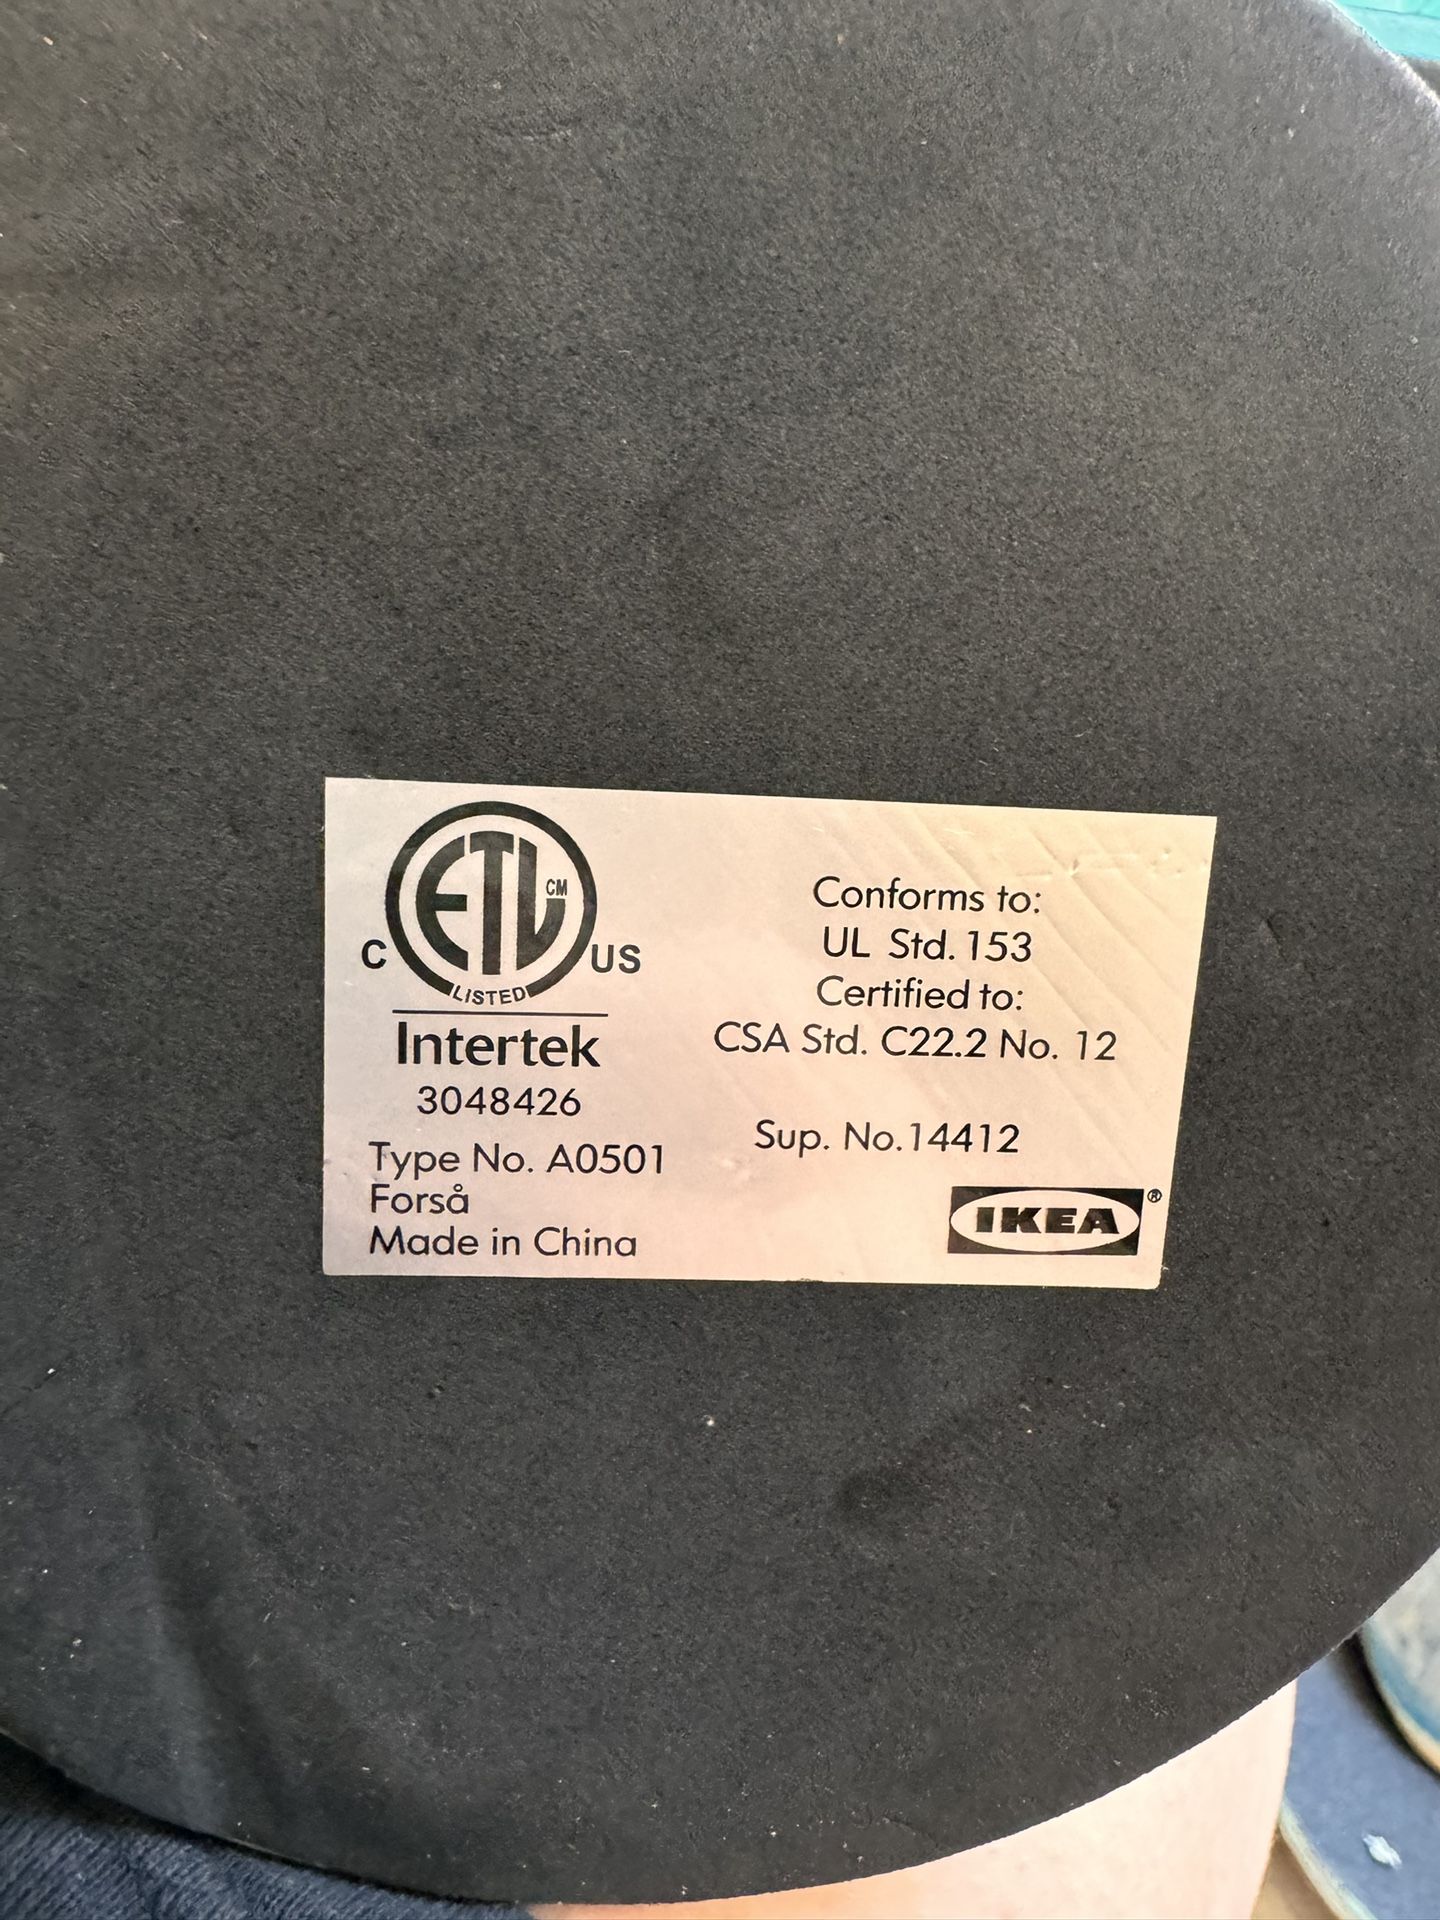 ETL CM
C US
LISTED
Intertek
3048426
Type No. A0501
Forså
Made in China
Conforms to:
UL Std. 153
Certified to:
CSA Std. C22.2 No. 12
Sup. No.14412
IKEA®